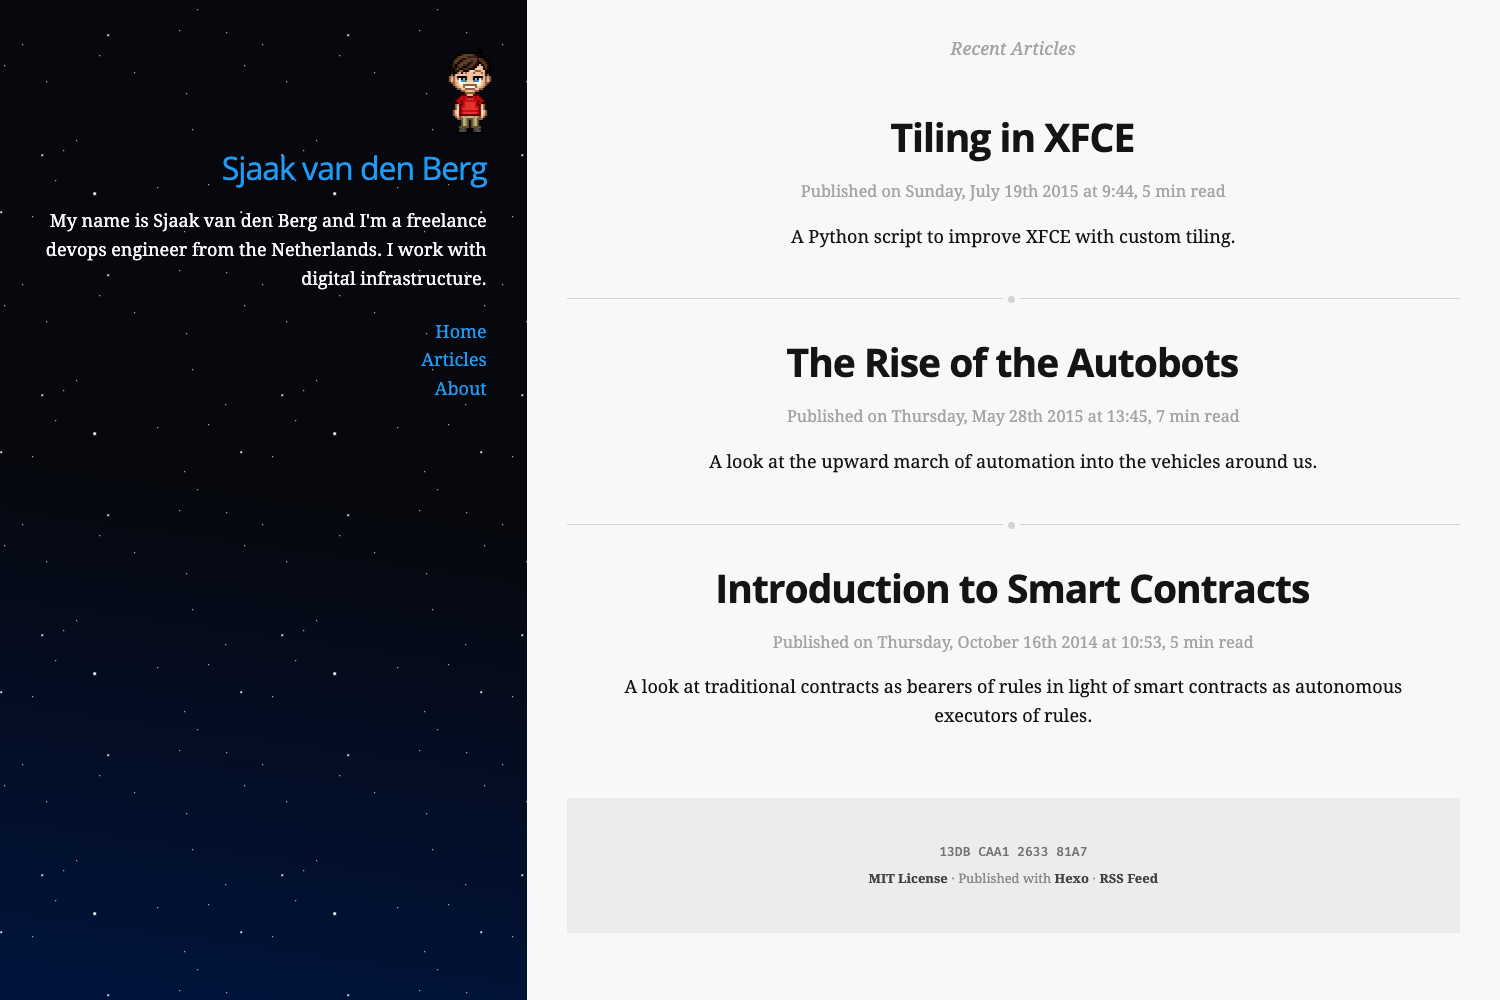 Sjaak van den Berg
My name is Sjaak van den Berg and I'm a freelance
devops engineer from the Netherlands. I work with
digital infrastructure.
Home
Articles
About
Recent Articles
Tiling in XFCE
Published on Sunday, July 19th 2015 at 9:44, 5 min read
A Python script to improve XFCE with custom tiling.
The Rise of the Autobots
Published on Thursday, May 28th 2015 at 13:45, 7 min read
A look at the upward march of automation into the vehicles around us.
Introduction to Smart Contracts
Published on Thursday, October 16th 2014 at 10:53, 5 min read
A look at traditional contracts as bearers of rules in light of smart contracts as autonomous
executors of rules.
13DB CAA1 2633 81A7
MIT License · Published with Hexo · RSS Feed